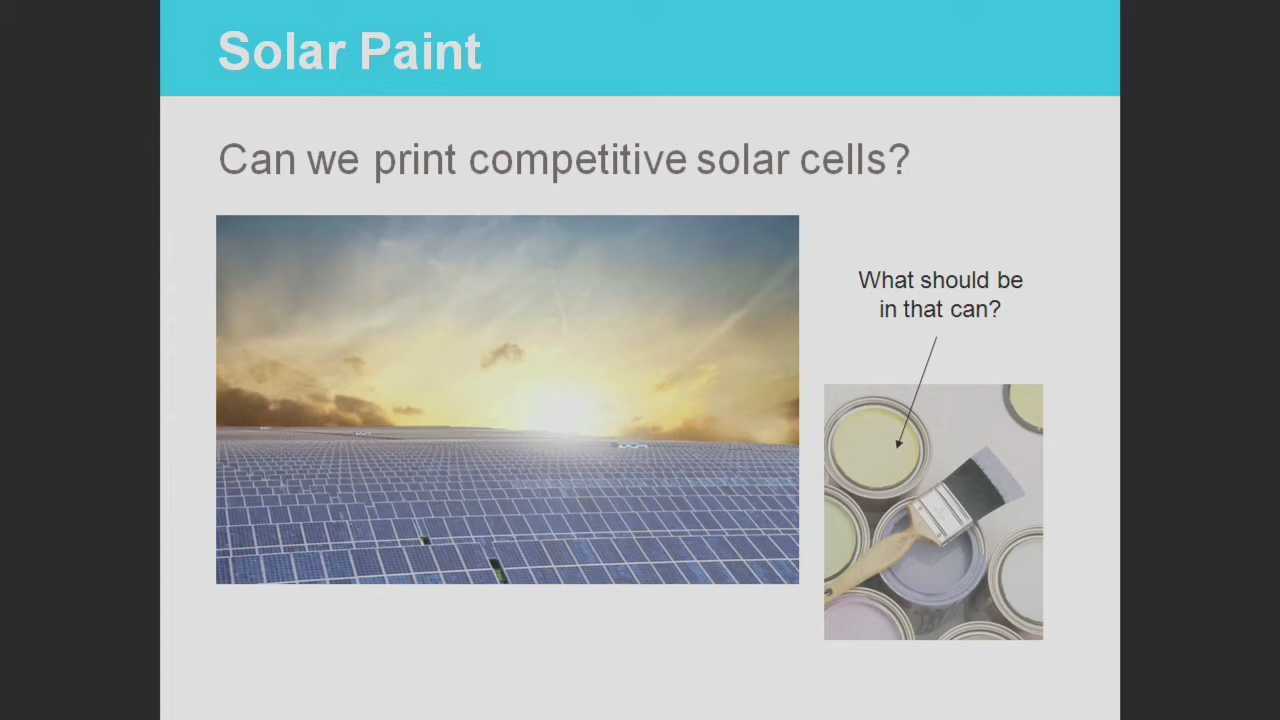 Solar Paint
Can we print competitive solar cells?
What should be
in that can?